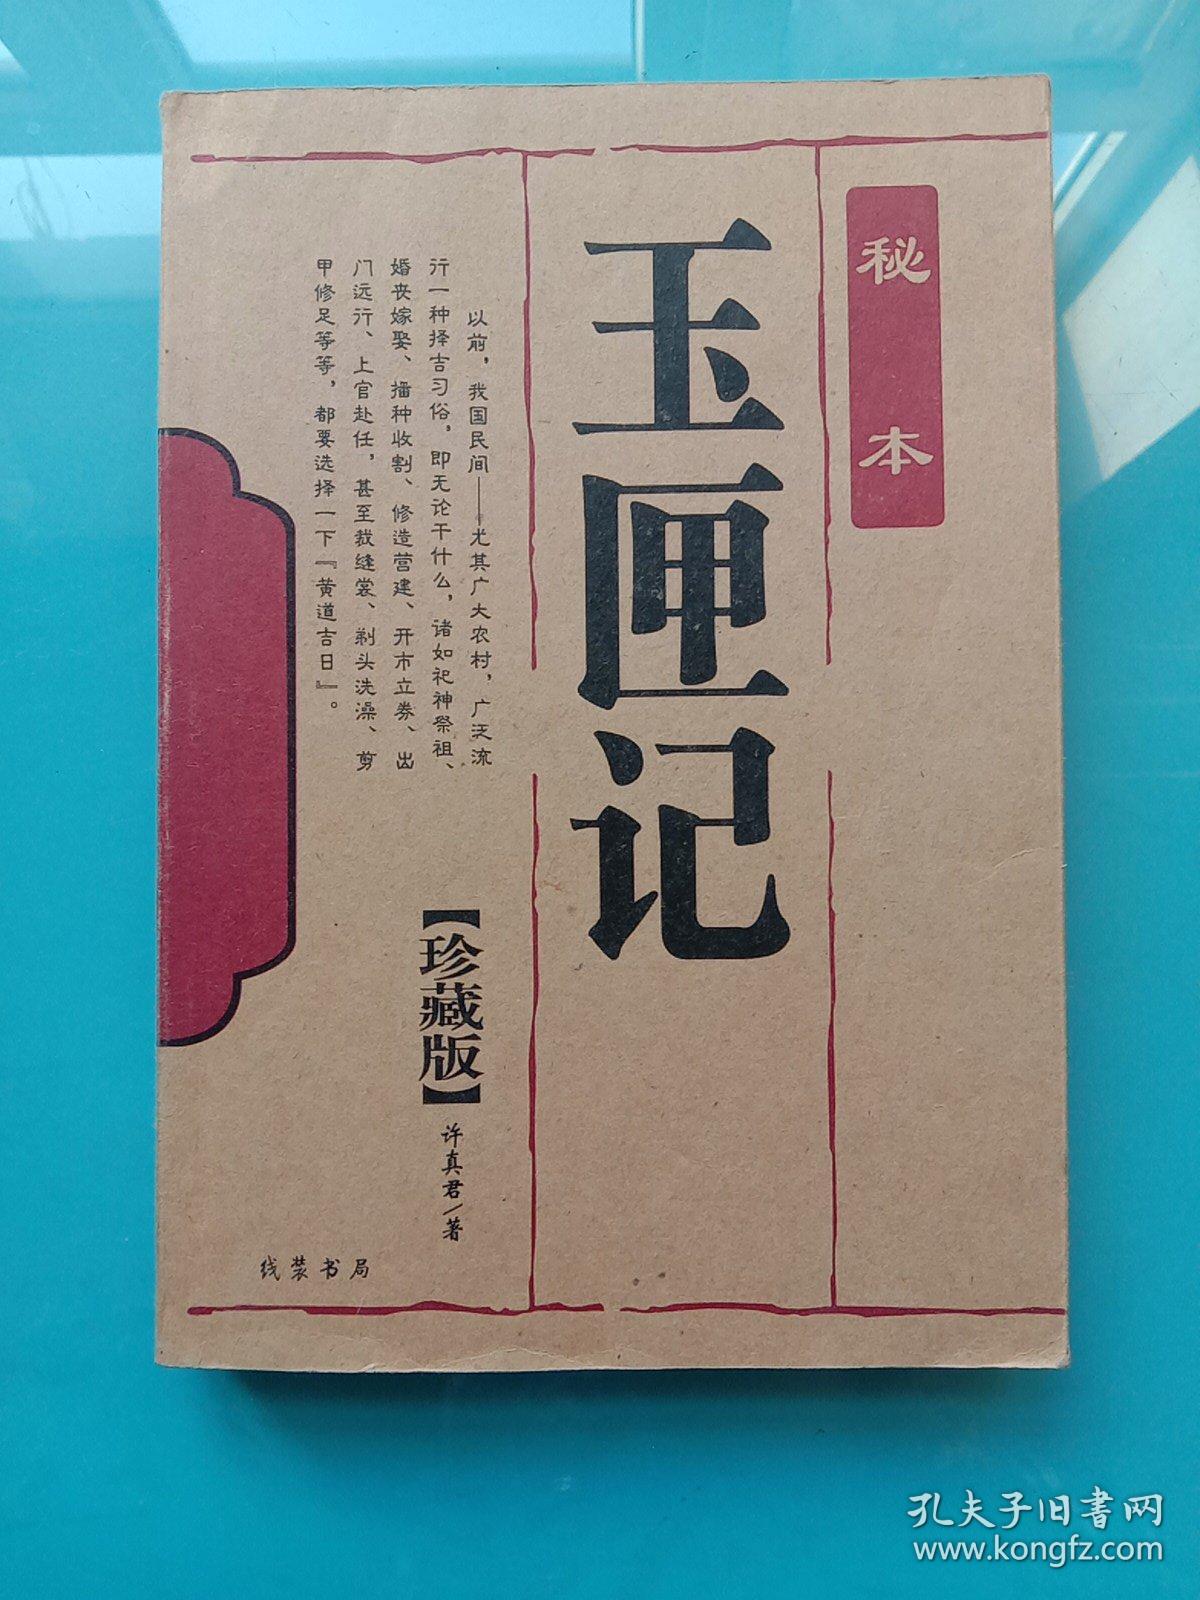 秘本
玉匣记
以前，我国民间——尤其广大农村，广泛流
行一种择吉习俗，即无论干什么，诸如祀神祭祖、
婚丧嫁娶、播种收割、修造营建、开市立券、出
门远行、上官赴任，甚至裁缝裳、剃头洗澡、剪
甲修足等等，都要选择一下『黄道吉日』。
【珍藏版】
许真君/著
线装书局
孔夫子旧书网
www.kongfz.com